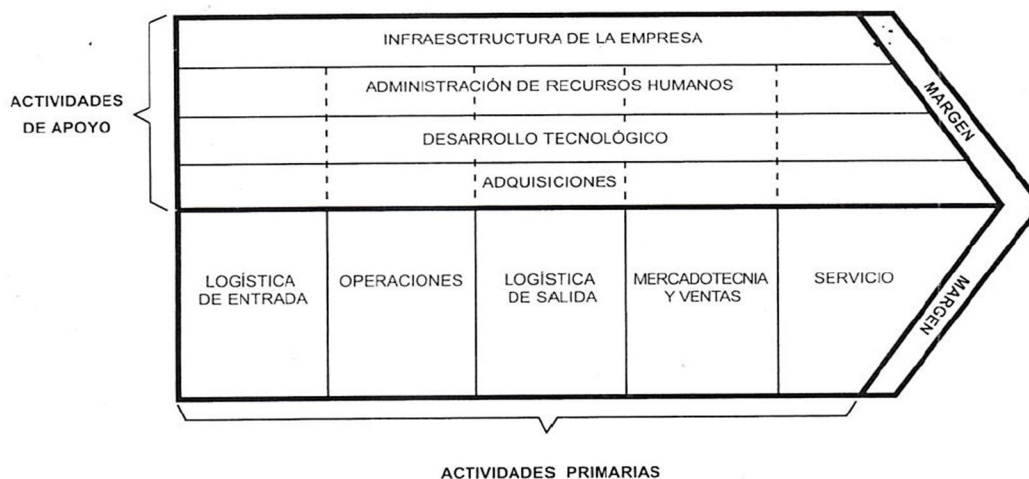 INFRAESCTRUCTURA DE LA EMPRESA
ADMINISTRACIÓN DE RECURSOS HUMANOS
ACTIVIDADES
DE APOYO
DESARROLLO TECNOLÓGICO
ADQUISICIONES
MARGEN
LOGÍSTICA
DE ENTRADA
OPERACIONES
LOGÍSTICA
DE SALIDA
MERCADOTECNIA
Y VENTAS
SERVICIO
MARGEN
ACTIVIDADES PRIMARIAS